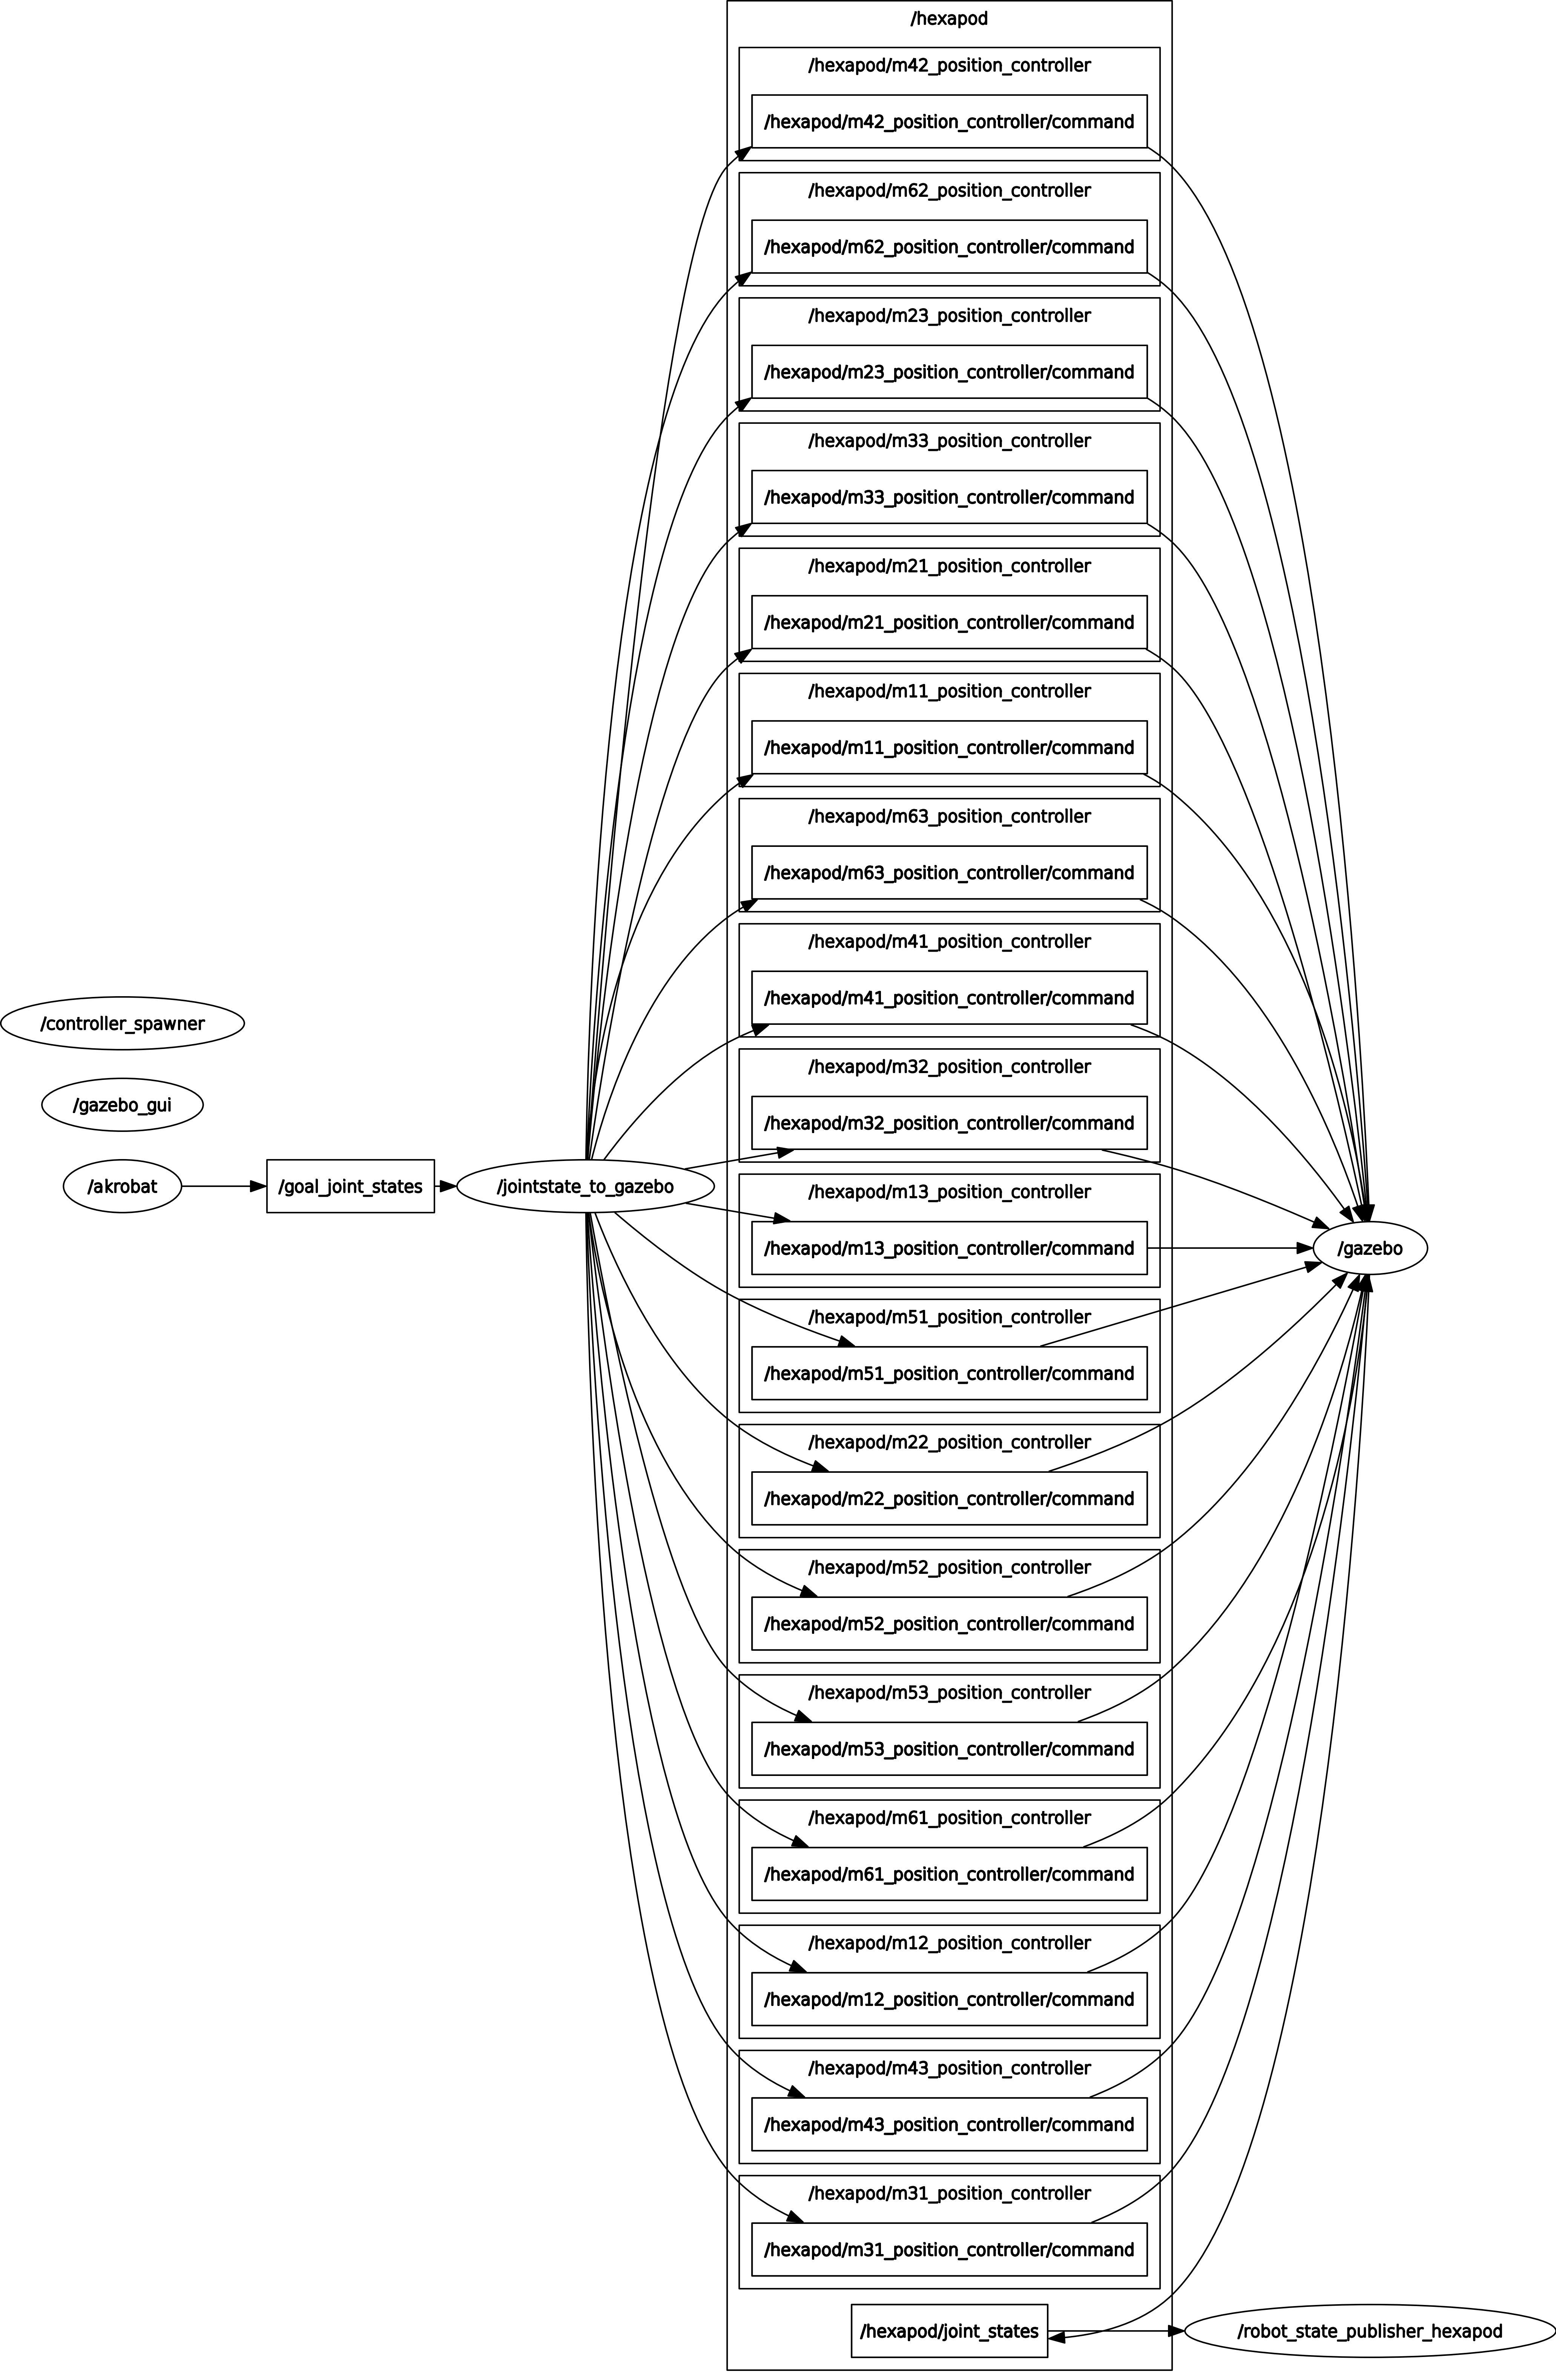 /hexapod
/hexapod/m42_position_controller
/hexapod/m42_position_controller/command
/hexapod/m62_position_controller
/hexapod/m62_position_controller/command
/hexapod/m23_position_controller
/hexapod/m23_position_controller/command
/hexapod/m33_position_controller
/hexapod/m33_position_controller/command
/hexapod/m21_position_controller
/hexapod/m21_position_controller/command
/hexapod/m11_position_controller
/hexapod/m11_position_controller/command
/hexapod/m63_position_controller
/hexapod/m63_position_controller/command
/hexapod/m41_position_controller
/hexapod/m41_position_controller/command
/controller_spawner
/hexapod/m32_position_controller
/gazebo_gui
/hexapod/m32_position_controller/command
/akrobat
/goal_joint_states
/jointstate_to_gazebo
/hexapod/m13_position_controller
/hexapod/m13_position_controller/command
/gazebo
/hexapod/m51_position_controller
/hexapod/m51_position_controller/command
/hexapod/m22_position_controller
/hexapod/m22_position_controller/command
/hexapod/m52_position_controller
/hexapod/m52_position_controller/command
/hexapod/m53_position_controller
/hexapod/m53_position_controller/command
/hexapod/m61_position_controller
/hexapod/m61_position_controller/command
/hexapod/m12_position_controller
/hexapod/m12_position_controller/command
/hexapod/m43_position_controller
/hexapod/m43_position_controller/command
/hexapod/m31_position_controller
/hexapod/m31_position_controller/command
/hexapod/joint_states
/robot_state_publisher_hexapod